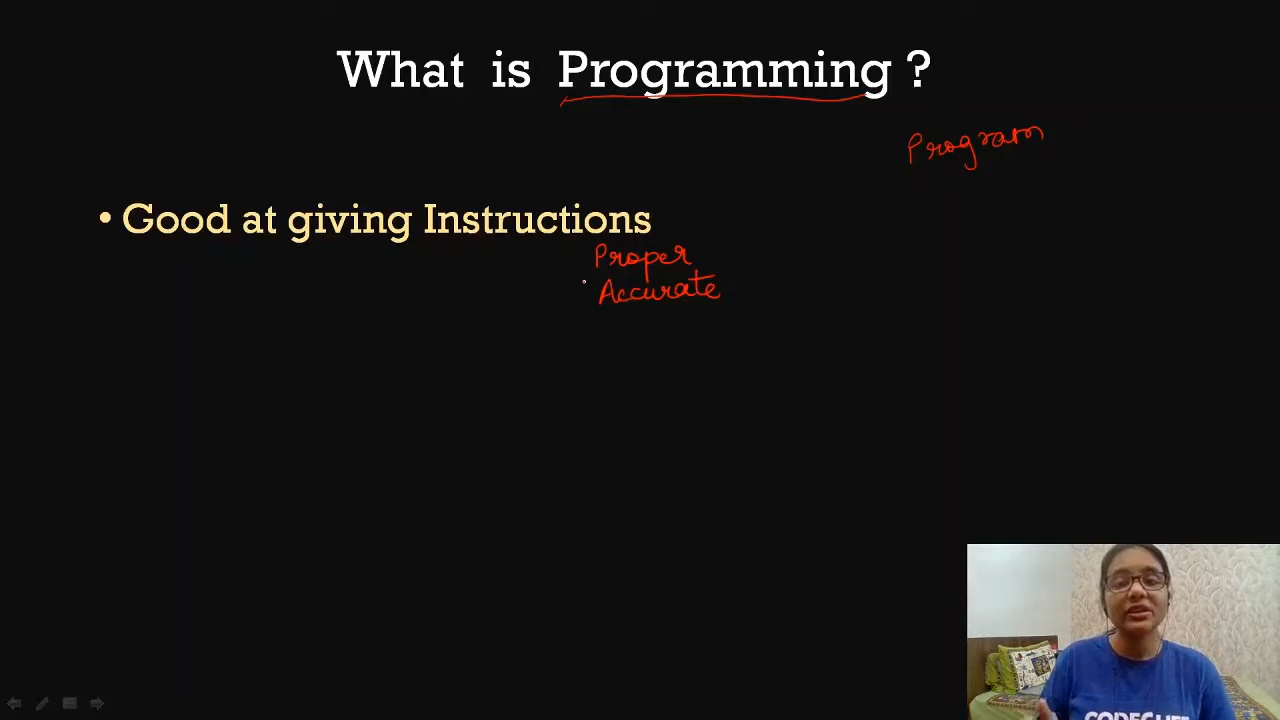 What is Programming ?
Program
• Good at giving Instructions
Proper
Accurate